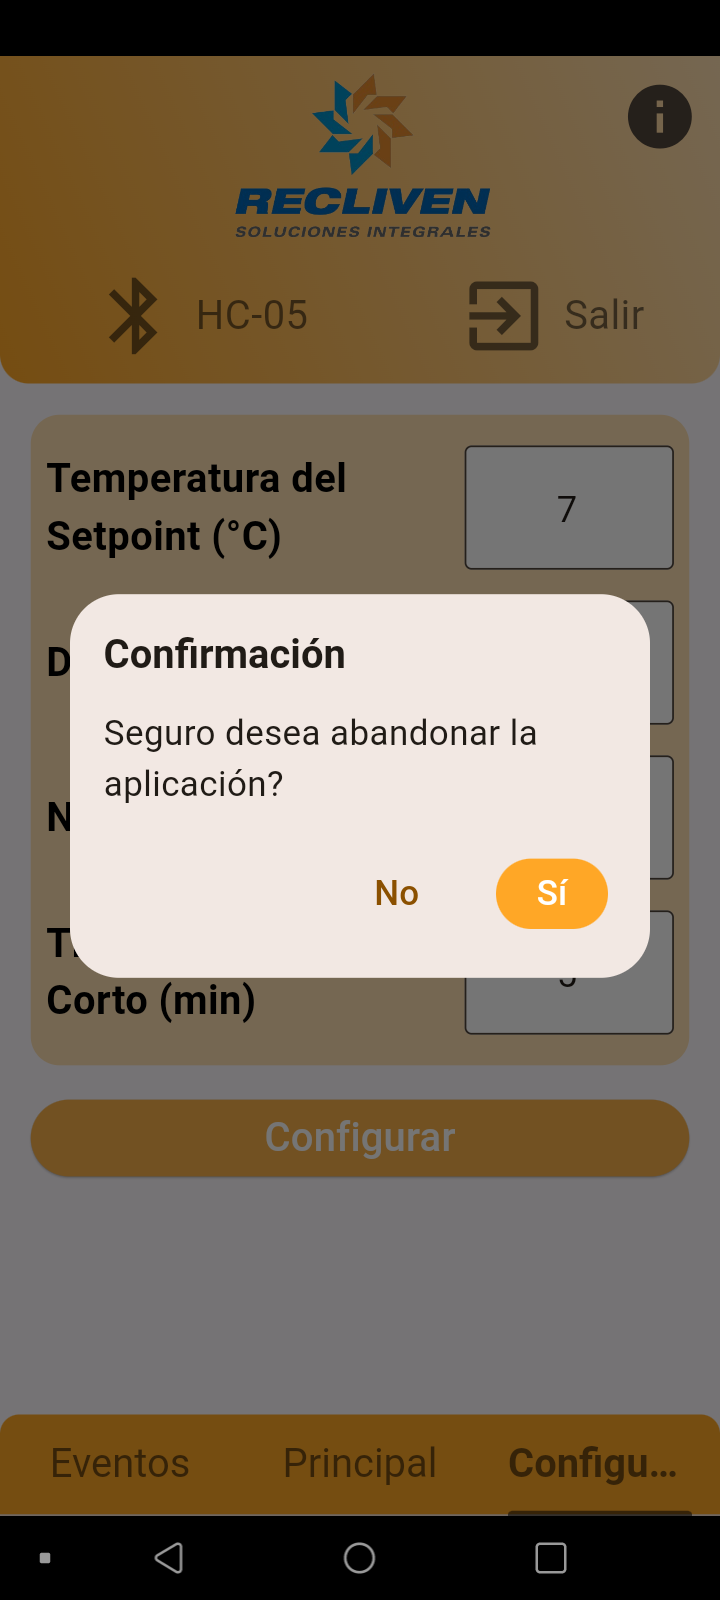 RECLIVEN
SOLUCIONES INTEGRALES
HC-05
Salir
Temperatura del
Setpoint (°C)
7
Confirmación
Seguro desea abandonar la
aplicación?
No
Sí
Corto (min)
Configurar
Eventos
Principal
Configu...